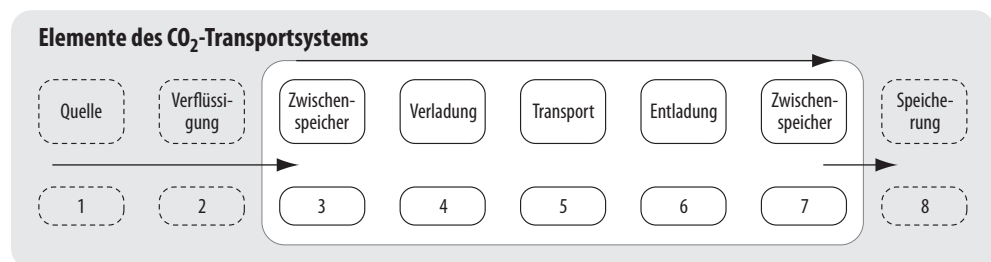 Elemente des CO₂-Transportsystems
Quelle
Verflüssi-
gung
Zwischen-
speicher
Verladung
Transport
Entladung
Zwischen-
speicher
Speiche-
rung
1
2
3
4
5
6
7
8